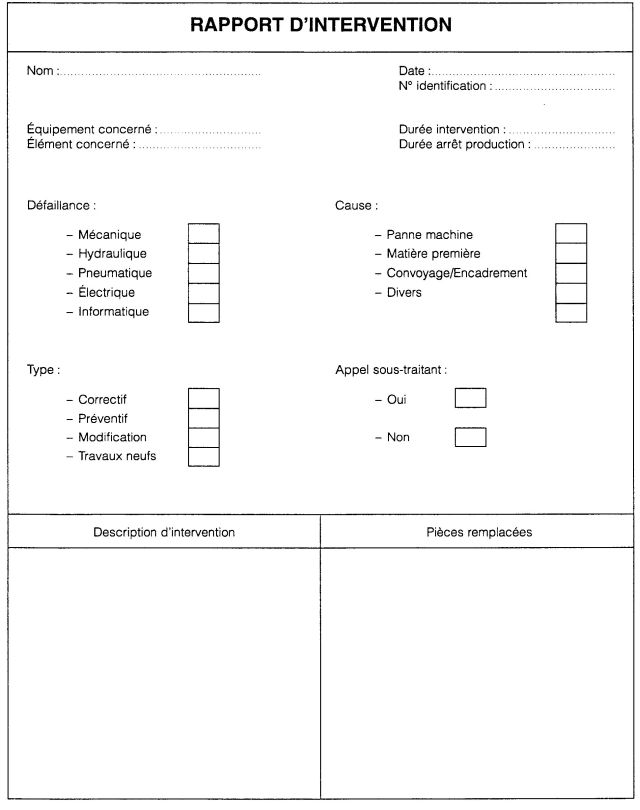 RAPPORT D'INTERVENTION
Nom :
Date :
N° identification :
Équipement concerné :
Élément concerné :
Durée intervention :
Durée arrêt production :
Défaillance :
– Mécanique
– Hydraulique
– Pneumatique
– Électrique
– Informatique
Cause :
– Panne machine
– Matière première
– Convoyage/Encadrement
– Divers
Type :
– Correctif
– Préventif
– Modification
– Travaux neufs
Appel sous-traitant :
– Oui
– Non
Description d'intervention
Pièces remplacées